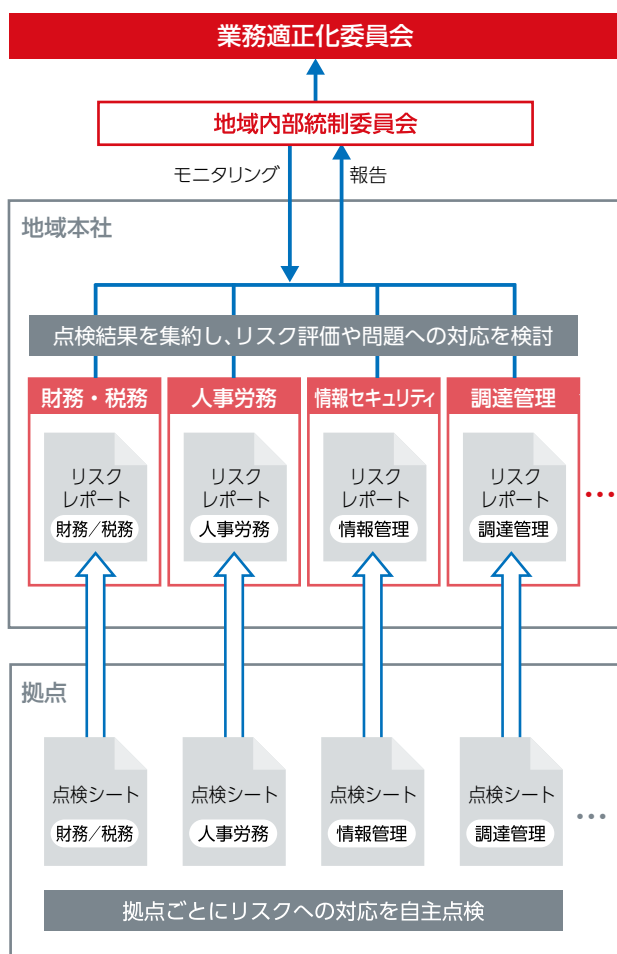 業務適正化委員会
地域内部統制委員会
モニタリング
報告
地域本社
点検結果を集約し、リスク評価や問題への対応を検討
財務・税務
人事労務
情報セキュリティ
調達管理
リスク
レポート
財務/税務
リスク
レポート
人事労務
リスク
レポート
情報管理
リスク
レポート
調達管理
…
拠点
点検シート
財務/税務
点検シート
人事労務
点検シート
情報管理
点検シート
調達管理
…
拠点ごとにリスクへの対応を自主点検